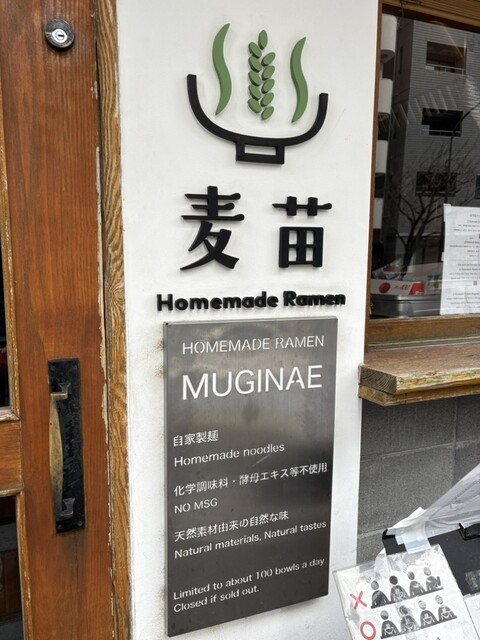 麦苗
Homemade Ramen
HOMEMADE RAMEN
MUGINAE
自家製麺
Homemade noodles
化学調味料・酵母エキス等不使用
NO MSG
天然素材由来の自然な味
Natural materials, Natural tastes
Limited to about 100 bowls a day.
Closed if sold out.